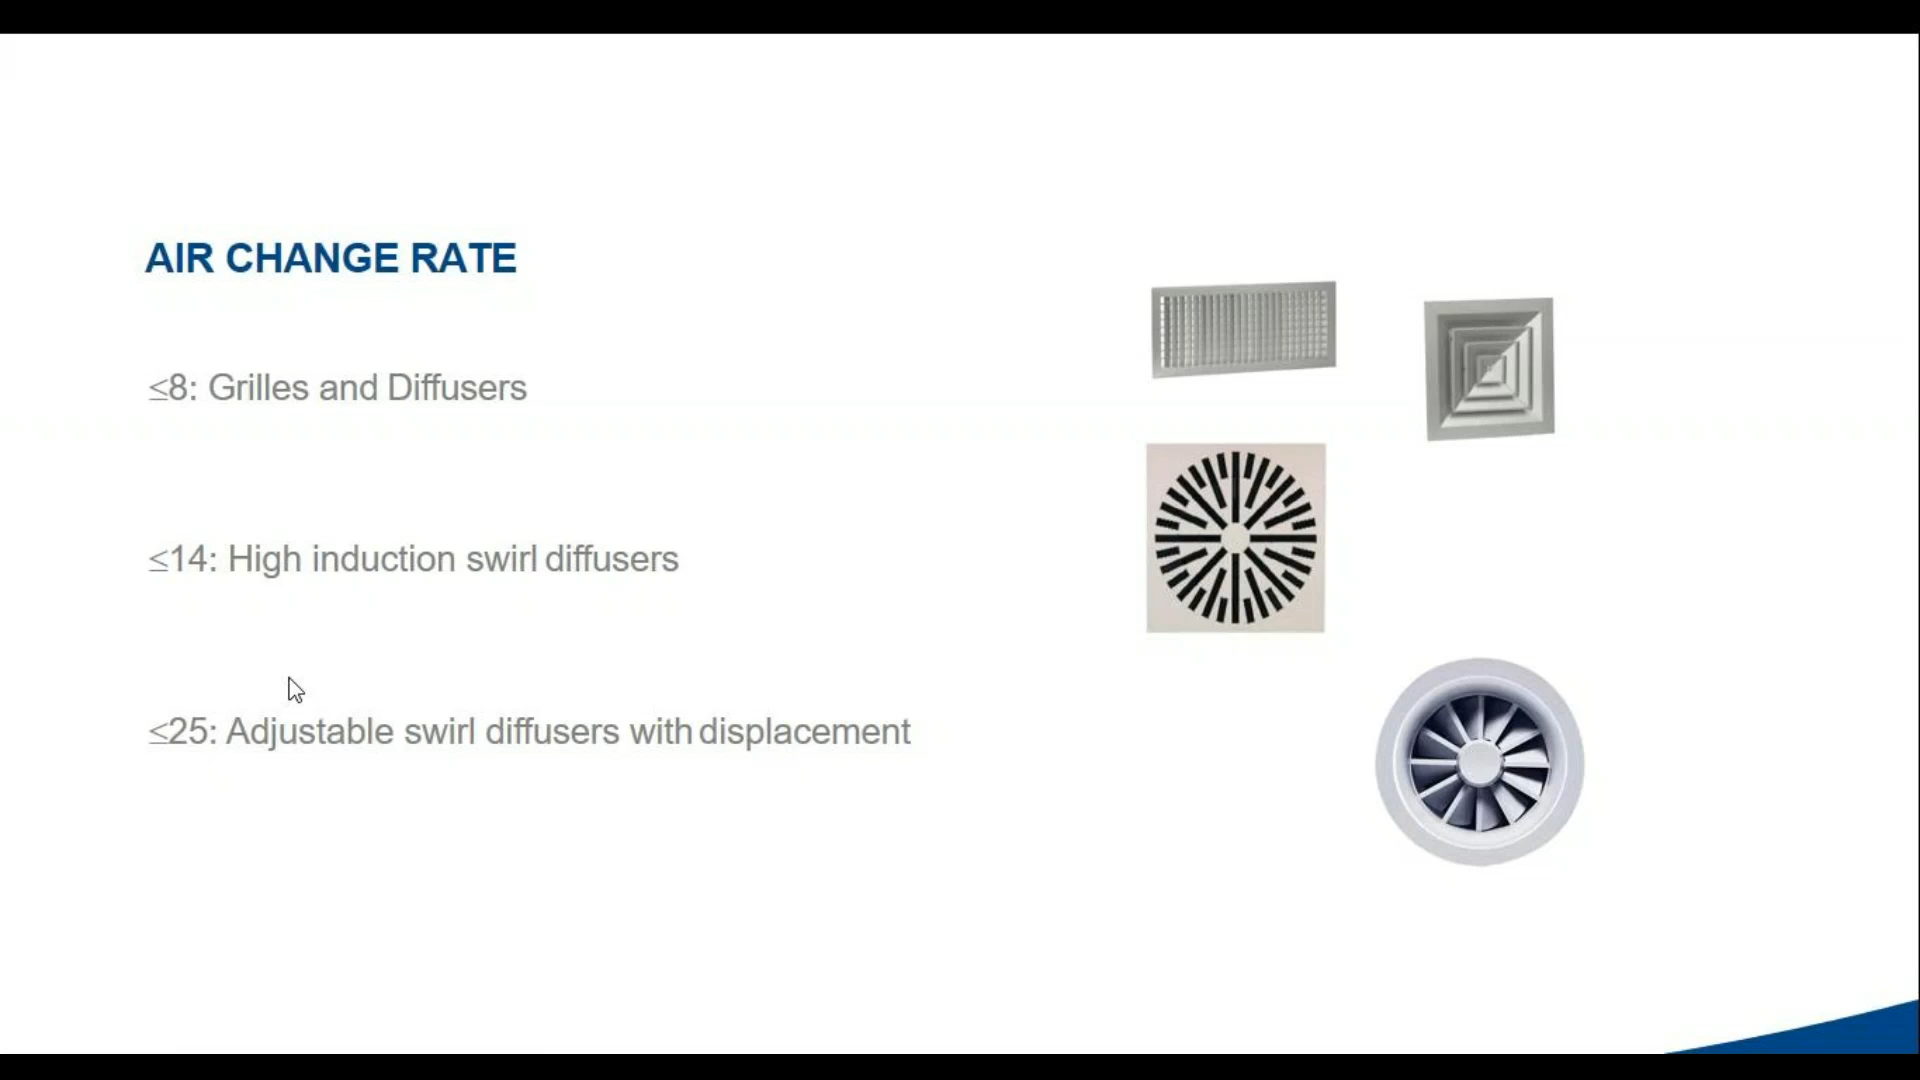 AIR CHANGE RATE
≤8: Grilles and Diffusers
≤14: High induction swirl diffusers
≤25: Adjustable swirl diffusers with displacement